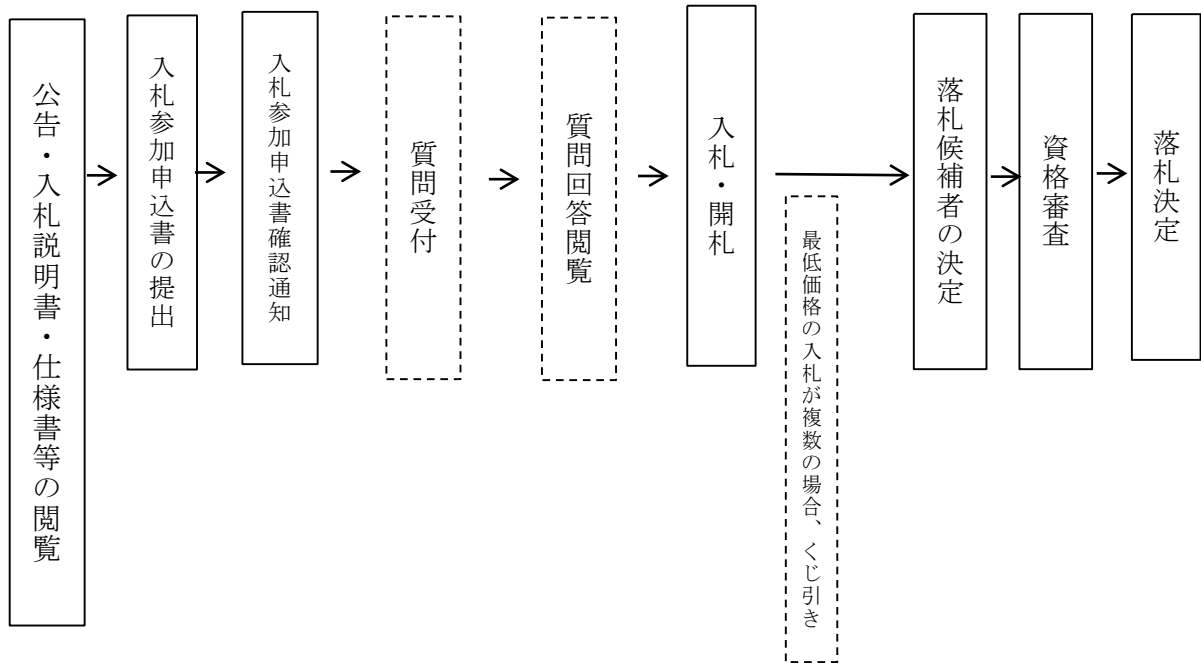 公告・入札説明書・仕様書等の閲覧
入札参加申込書の提出
入札参加申込書確認通知
質問受付
質問回答閲覧
入札・開札
最低価格の入札が複数の場合、くじ引き
落札候補者の決定
資格審査
落札決定